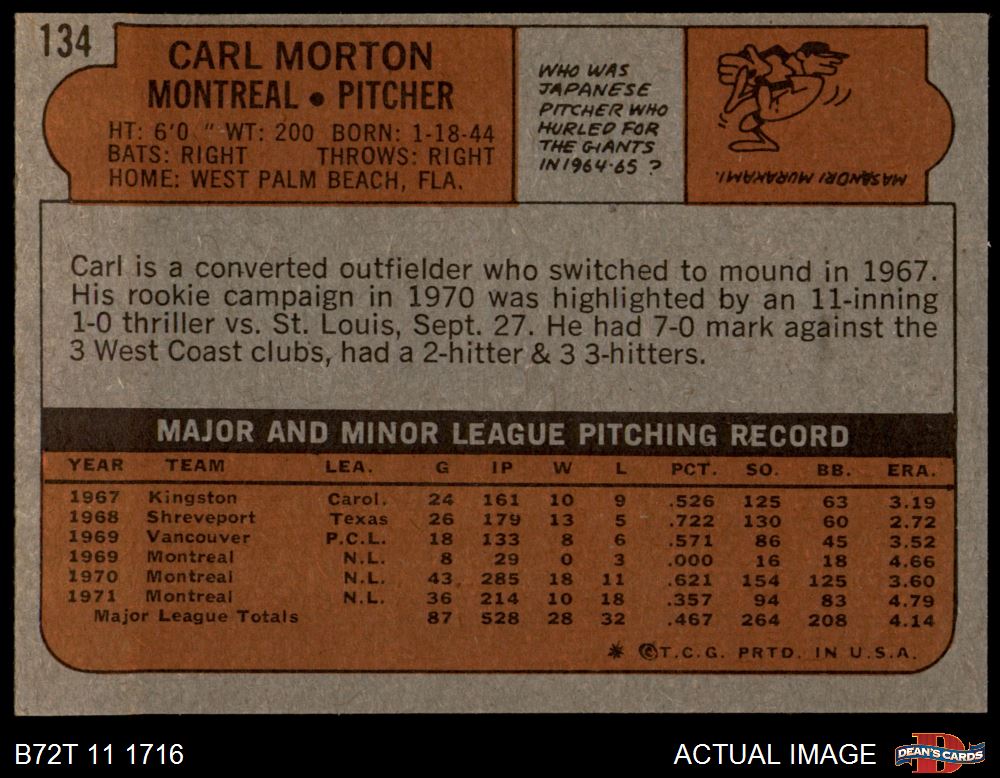 134
CARL MORTON
MONTREAL • PITCHER
HT: 6'0 " WT: 200 BORN: 1-18-44
BATS: RIGHT THROWS: RIGHT
HOME: WEST PALM BEACH, FLA.
WHO WAS
JAPANESE
PITCHER WHO
HURLED FOR
THE GIANTS
IN 1964-65 ?
MASANORI MURAKAMI.
Carl is a converted outfielder who switched to mound in 1967.
His rookie campaign in 1970 was highlighted by an 11-inning
1-0 thriller vs. St. Louis, Sept. 27. He had 7-0 mark against the
3 West Coast clubs, had a 2-hitter & 3 3-hitters.
MAJOR AND MINOR LEAGUE PITCHING RECORD
YEAR TEAM LEA. G IP W L PCT. SO. BB. ERA.
1967 Kingston Carol. 24 161 10 9 .526 125 63 3.19
1968 Shreveport Texas 26 179 13 5 .722 130 60 2.72
1969 Vancouver P.C.L. 18 133 8 6 .571 86 45 3.52
1969 Montreal N.L. 8 29 0 3 .000 16 18 4.66
1970 Montreal N.L. 43 285 18 11 .621 154 125 3.60
1971 Montreal N.L. 36 214 10 18 .357 94 83 4.79
Major League Totals 87 528 28 32 .467 264 208 4.14
* ©T.C.G. PRTD. IN U.S.A.
B72T 11 1716
ACTUAL IMAGE
DEAN'S CARDS